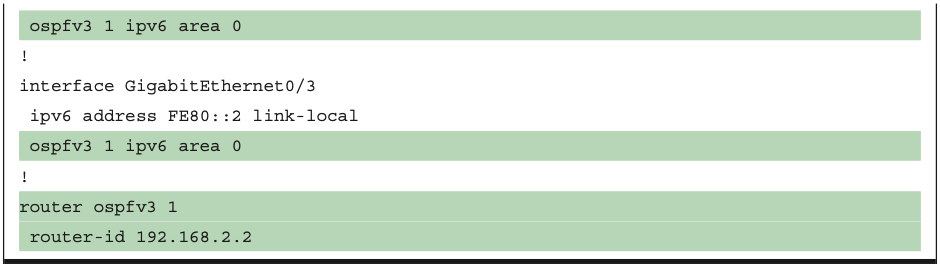 ospfv3 1 ipv6 area 0
!
interface GigabitEthernet0/3
ipv6 address FE80::2 link-local
ospfv3 1 ipv6 area 0
!
router ospfv3 1
router-id 192.168.2.2